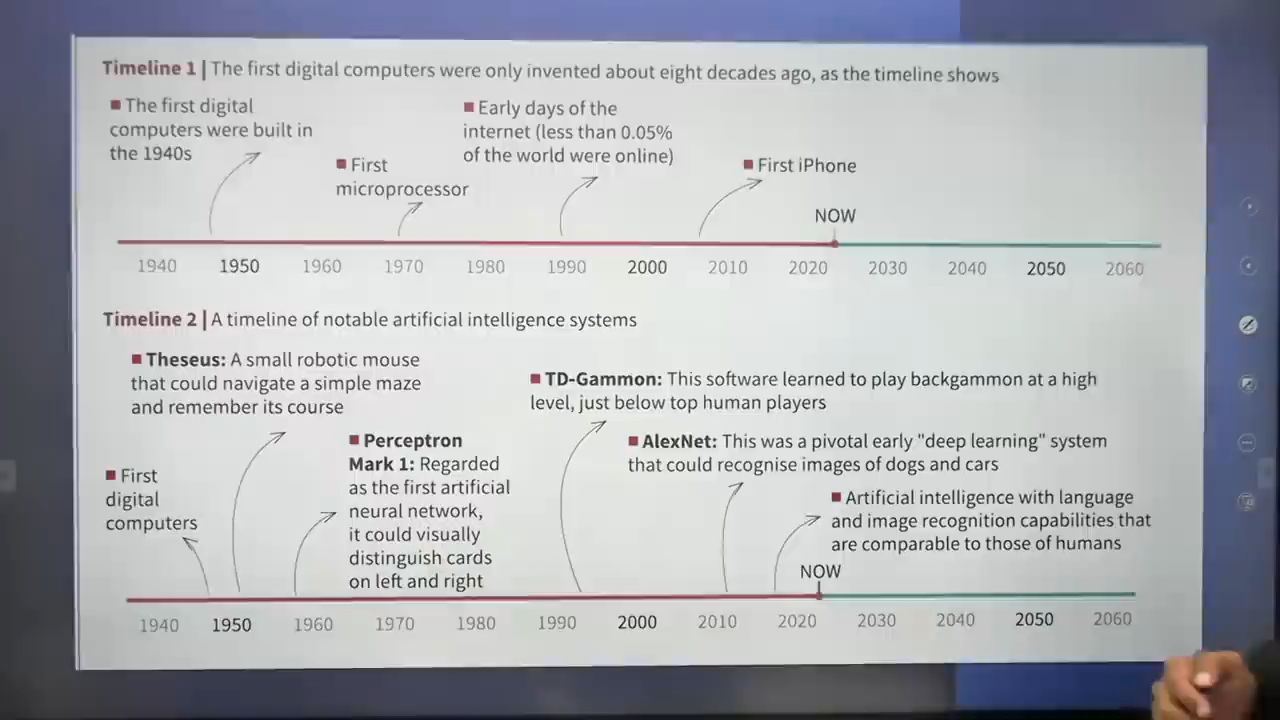 Timeline 1 | The first digital computers were only invented about eight decades ago, as the timeline shows
■ The first digital
computers were built in
the 1940s
■ First
microprocessor
■ Early days of the
internet (less than 0.05%
of the world were online)
■ First iPhone
NOW
1940 1950 1960 1970 1980 1990 2000 2010 2020 2030 2040 2050 2060
Timeline 2 | A timeline of notable artificial intelligence systems
■ First
digital
computers
■ Theseus: A small robotic mouse
that could navigate a simple maze
and remember its course
■ Perceptron
Mark 1: Regarded
as the first artificial
neural network,
it could visually
distinguish cards
on left and right
■ TD-Gammon: This software learned to play backgammon at a high
level, just below top human players
■ AlexNet: This was a pivotal early "deep learning" system
that could recognise images of dogs and cars
■ Artificial intelligence with language
and image recognition capabilities that
are comparable to those of humans
NOW
1940 1950 1960 1970 1980 1990 2000 2010 2020 2030 2040 2050 2060